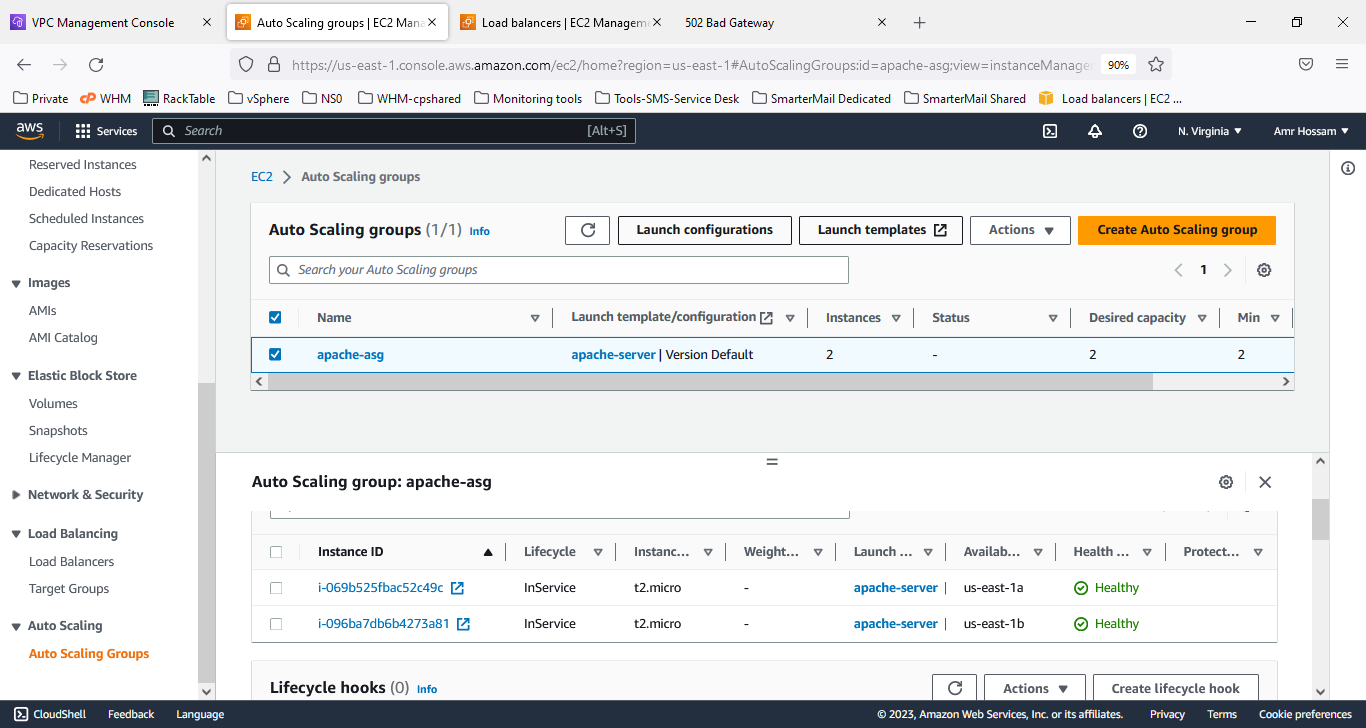 VPC Management Console
Auto Scaling groups | EC2 Mana
Load balancers | EC2 Manageme
502 Bad Gateway
https://us-east-1.console.aws.amazon.com/ec2/home?region=us-east-1#AutoScalingGroups:id=apache-asg;view=instanceManage
90%
Private
WHM
RackTable
vSphere
NS0
WHM-cpshared
Monitoring tools
Tools-SMS-Service Desk
SmarterMail Dedicated
SmarterMail Shared
Load balancers | EC2 ...
aws
Services
Search
[Alt+S]
N. Virginia
Amr Hossam
Reserved Instances
Dedicated Hosts
Scheduled Instances
Capacity Reservations
Images
AMIs
AMI Catalog
Elastic Block Store
Volumes
Snapshots
Lifecycle Manager
Network & Security
Load Balancing
Load Balancers
Target Groups
Auto Scaling
Auto Scaling Groups
EC2 Auto Scaling groups
Auto Scaling groups (1/1) Info
Launch configurations
Launch templates
Actions
Create Auto Scaling group
Search your Auto Scaling groups
1
Name Launch template/configuration Instances Status Desired capacity Min
apache-asg apache-server | Version Default 2 - 2 2
Auto Scaling group: apache-asg
Instance ID Lifecycle Instanc... Weight... Launch ... Availab... Health ... Protect...
i-069b525fbac52c49c InService t2.micro - apache-server | us-east-1a Healthy
i-096ba7db6b4273a81 InService t2.micro - apache-server | us-east-1b Healthy
Lifecycle hooks (0) Info
Actions
Create lifecycle hook
CloudShell Feedback Language
© 2023, Amazon Web Services, Inc. or its affiliates. Privacy Terms Cookie preferences